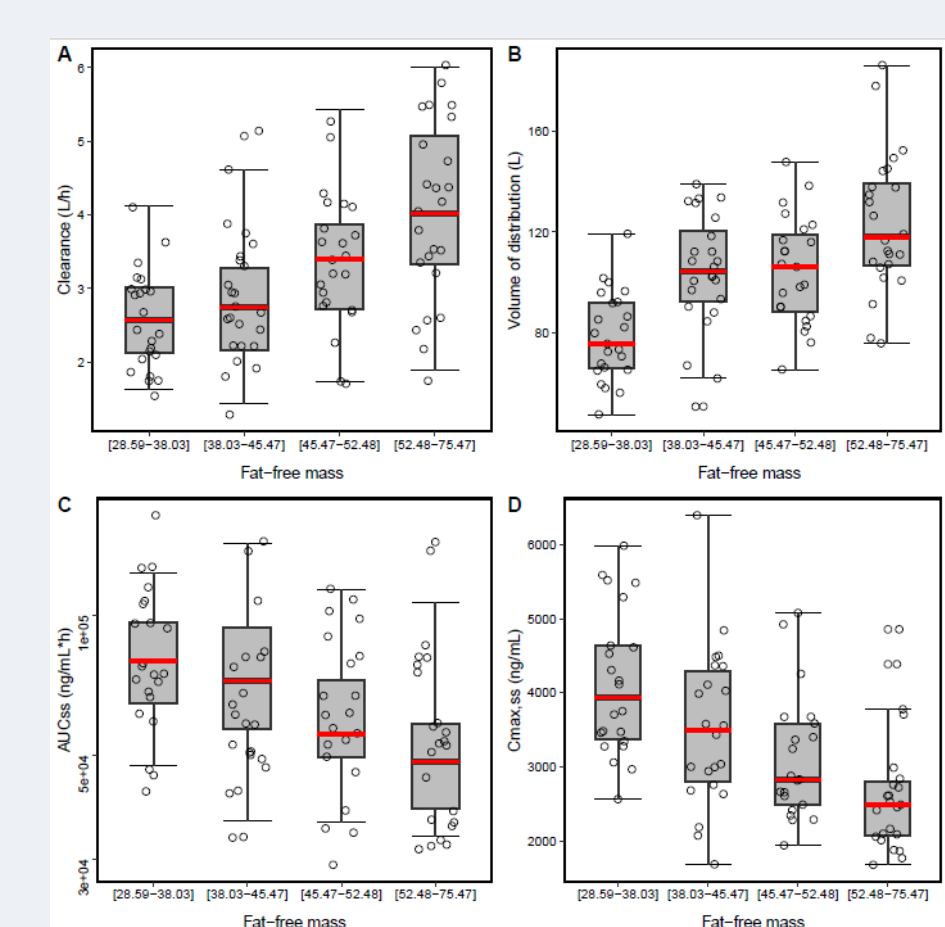 A
Clearance (L/h)
6
5
4
3
2
[28.59−38.03] [38.03−45.47] [45.47−52.48] [52.48−75.47]
Fat−free mass
B
Volume of distribution (L)
160
120
80
[28.59−38.03] [38.03−45.47] [45.47−52.48] [52.48−75.47]
Fat−free mass
C
AUCss (ng/mL*h)
1e+05
5e+04
3e+04
[28.59−38.03] [38.03−45.47] [45.47−52.48] [52.48−75.47]
Fat−free mass
D
Cmax,ss (ng/mL)
6000
5000
4000
3000
2000
[28.59−38.03] [38.03−45.47] [45.47−52.48] [52.48−75.47]
Fat−free mass